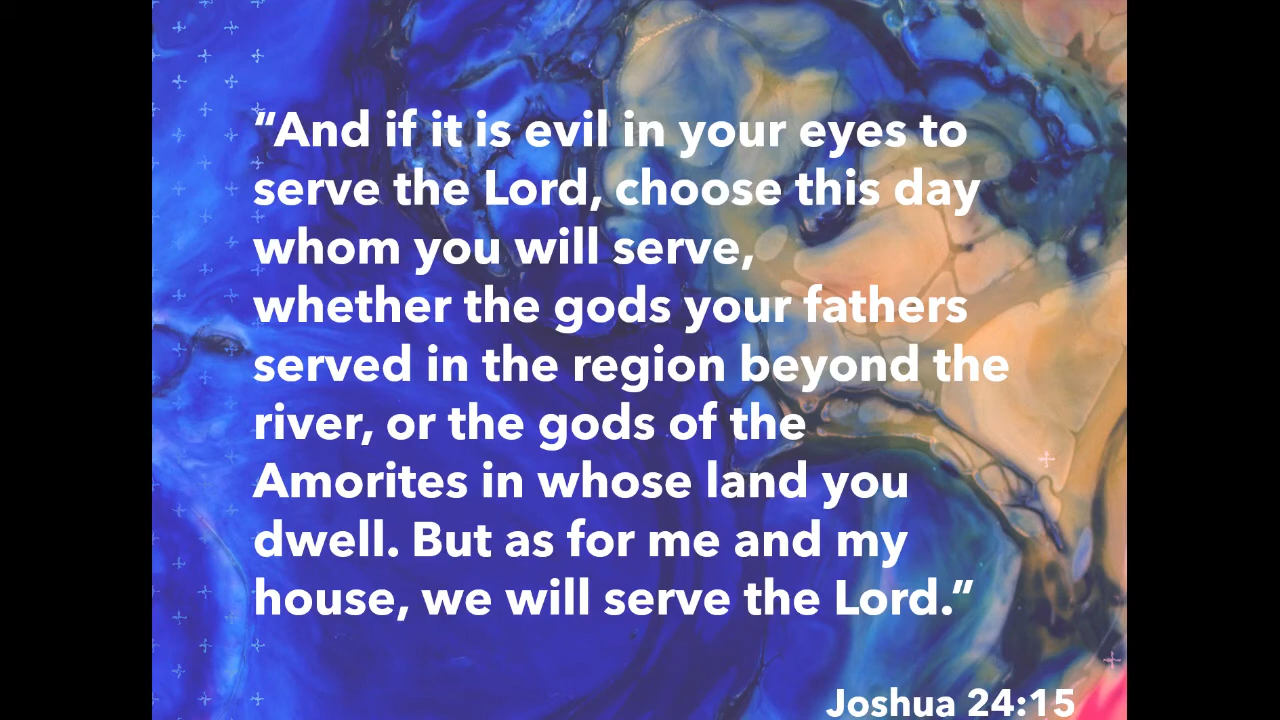 “And if it is evil in your eyes to
serve the Lord, choose this day
whom you will serve,
whether the gods your fathers
served in the region beyond the
river, or the gods of the
Amorites in whose land you
dwell. But as for me and my
house, we will serve the Lord.”
Joshua 24:15